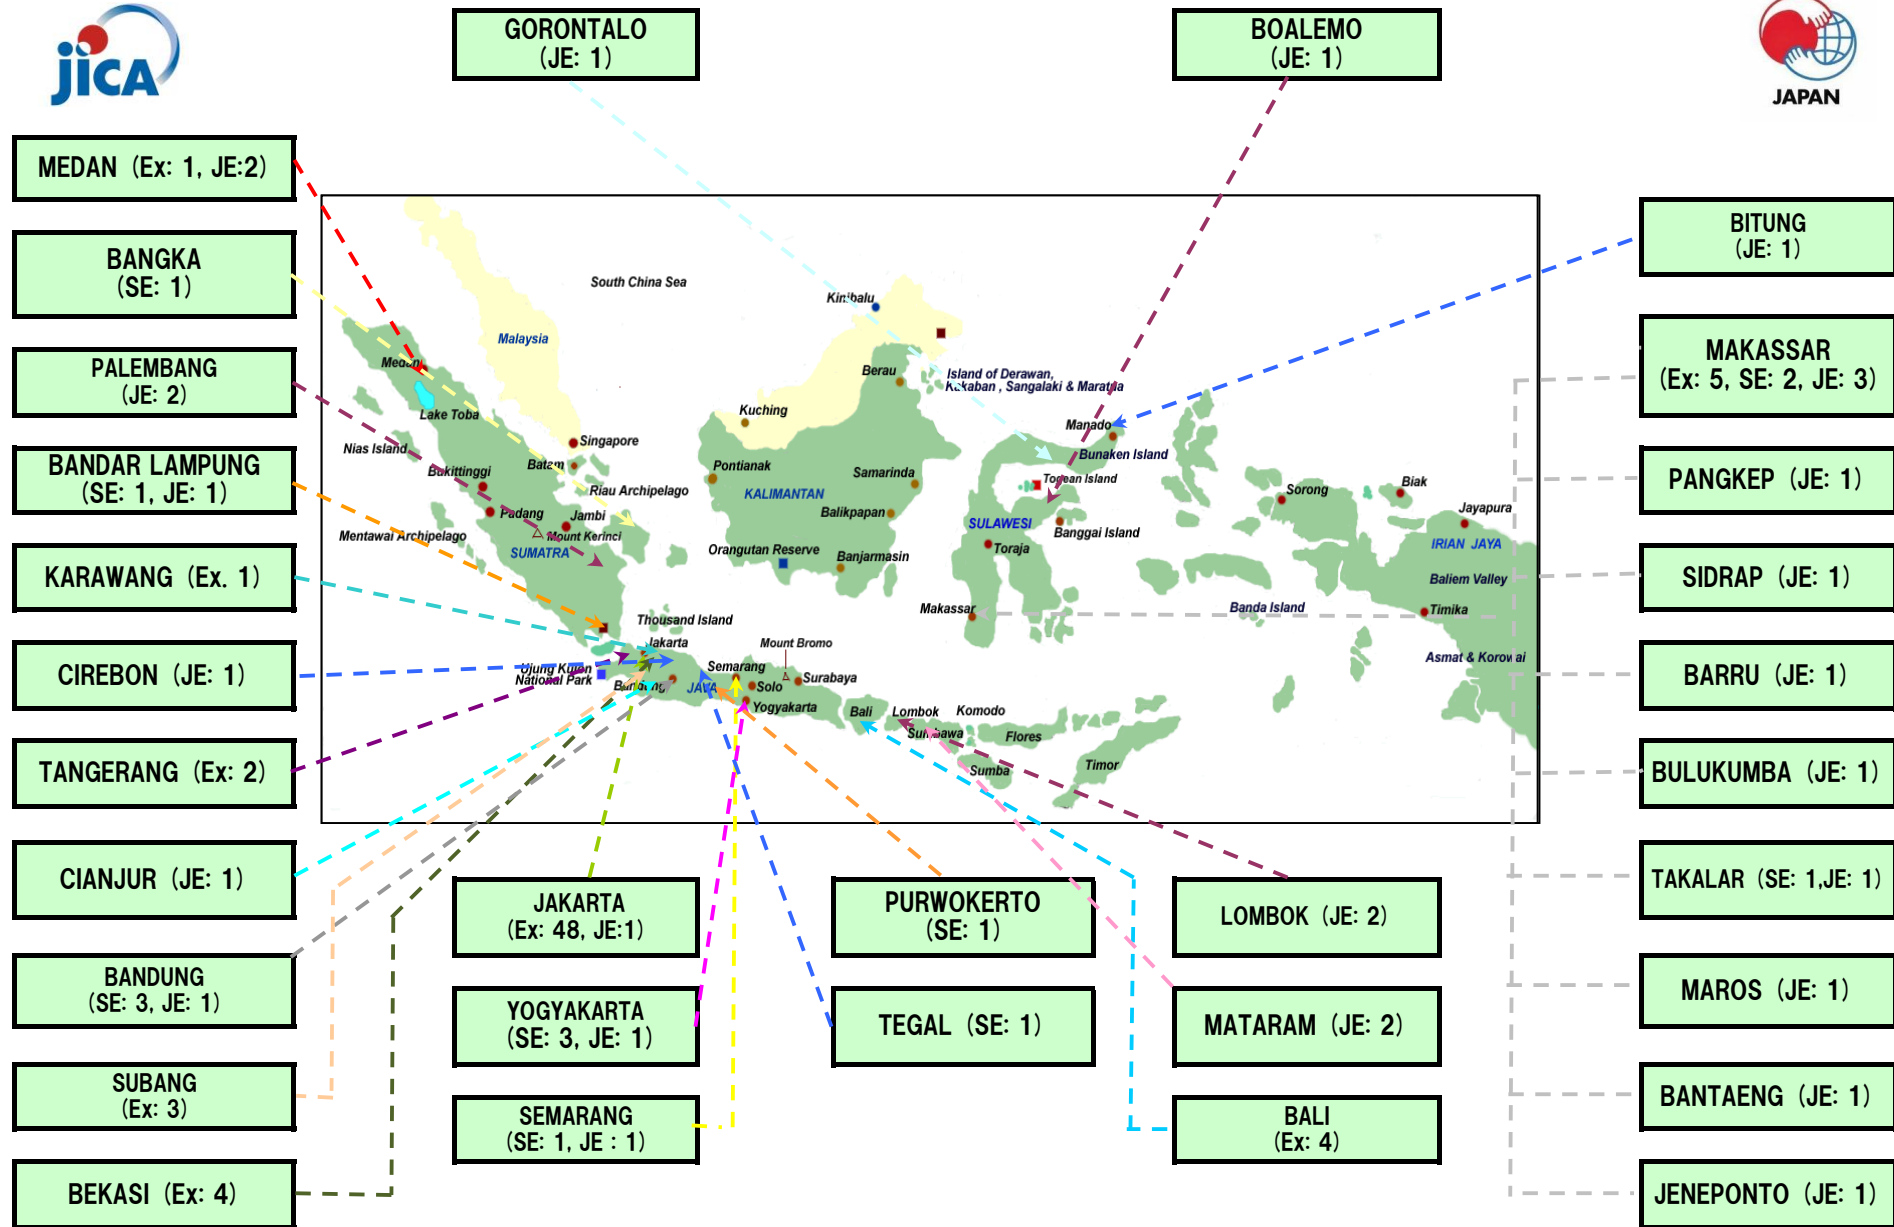 jica
GORONTALO
(JE: 1)
BOALEMO
(JE: 1)
JAPAN
MEDAN (Ex: 1, JE:2)
BANGKA
(SE: 1)
PALEMBANG
(JE: 2)
BANDAR LAMPUNG
(SE: 1, JE: 1)
KARAWANG (Ex. 1)
CIREBON (JE: 1)
TANGERANG (Ex: 2)
CIANJUR (JE: 1)
BANDUNG
(SE: 3, JE: 1)
SUBANG
(Ex: 3)
BEKASI (Ex: 4)
South China Sea
Kinibalu
Malaysia
Medan
Lake Toba
Nias Island
Singapore
Batam
Bukittinggi
Riau Archipelago
Padang
Jambi
Mentawai Archipelago
Mount Kerinci
SUMATRA
Kuching
Berau
Island of Derawan,
Kakaban , Sangalaki & Maratua
Pontianak
KALIMANTAN
Samarinda
Balikpapan
Orangutan Reserve
Banjarmasin
Manado
Bunaken Island
Togean Island
SULAWESI
Banggai Island
Toraja
Makassar
Sorong
Biak
Jayapura
IRIAN JAYA
Baliem Valley
Banda Island
Timika
Asmat & Korowai
Thousand Island
Jakarta
Ujung Kulon
National Park
Bandung
JAVA
Mount Bromo
Semarang
Solo
Surabaya
Yogyakarta
Bali
Lombok
Komodo
Sumbawa
Flores
Sumba
Timor
JAKARTA
(Ex: 48, JE:1)
YOGYAKARTA
(SE: 3, JE: 1)
SEMARANG
(SE: 1, JE : 1)
PURWOKERTO
(SE: 1)
TEGAL (SE: 1)
LOMBOK (JE: 2)
MATARAM (JE: 2)
BALI
(Ex: 4)
BITUNG
(JE: 1)
MAKASSAR
(Ex: 5, SE: 2, JE: 3)
PANGKEP (JE: 1)
SIDRAP (JE: 1)
BARRU (JE: 1)
BULUKUMBA (JE: 1)
TAKALAR (SE: 1,JE: 1)
MAROS (JE: 1)
BANTAENG (JE: 1)
JENEPONTO (JE: 1)